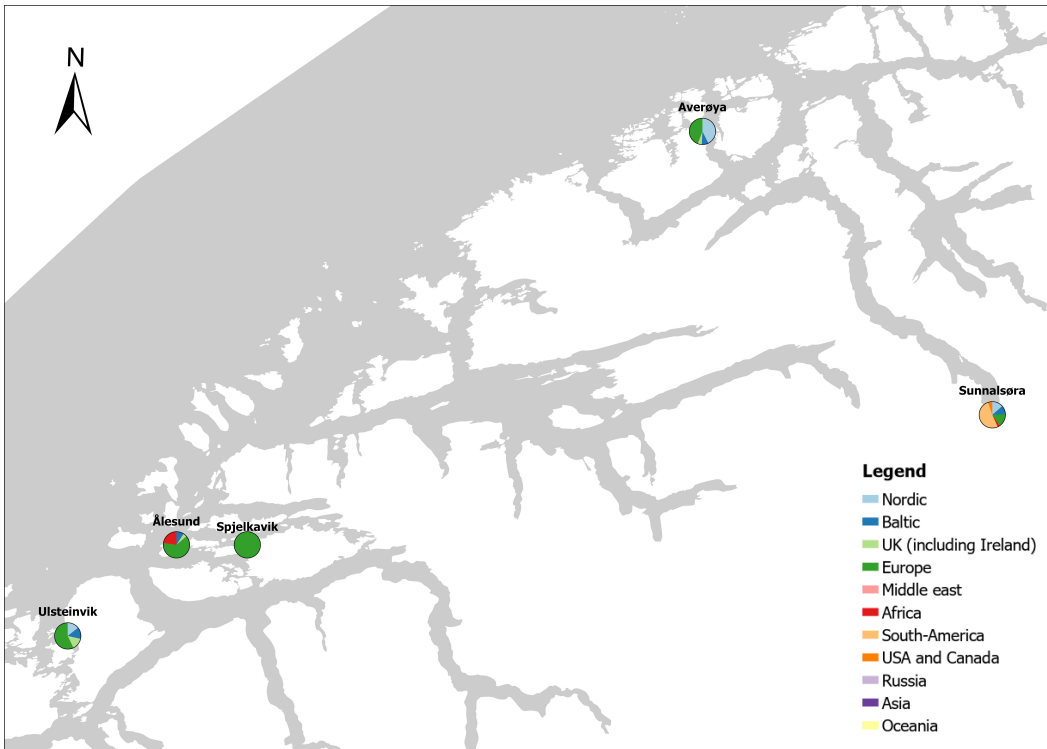 N
Averøya
Sunnalsøra
Ålesund
Spjelkavik
Ulsteinvik
Legend
Nordic
Baltic
UK (including Ireland)
Europe
Middle east
Africa
South-America
USA and Canada
Russia
Asia
Oceania